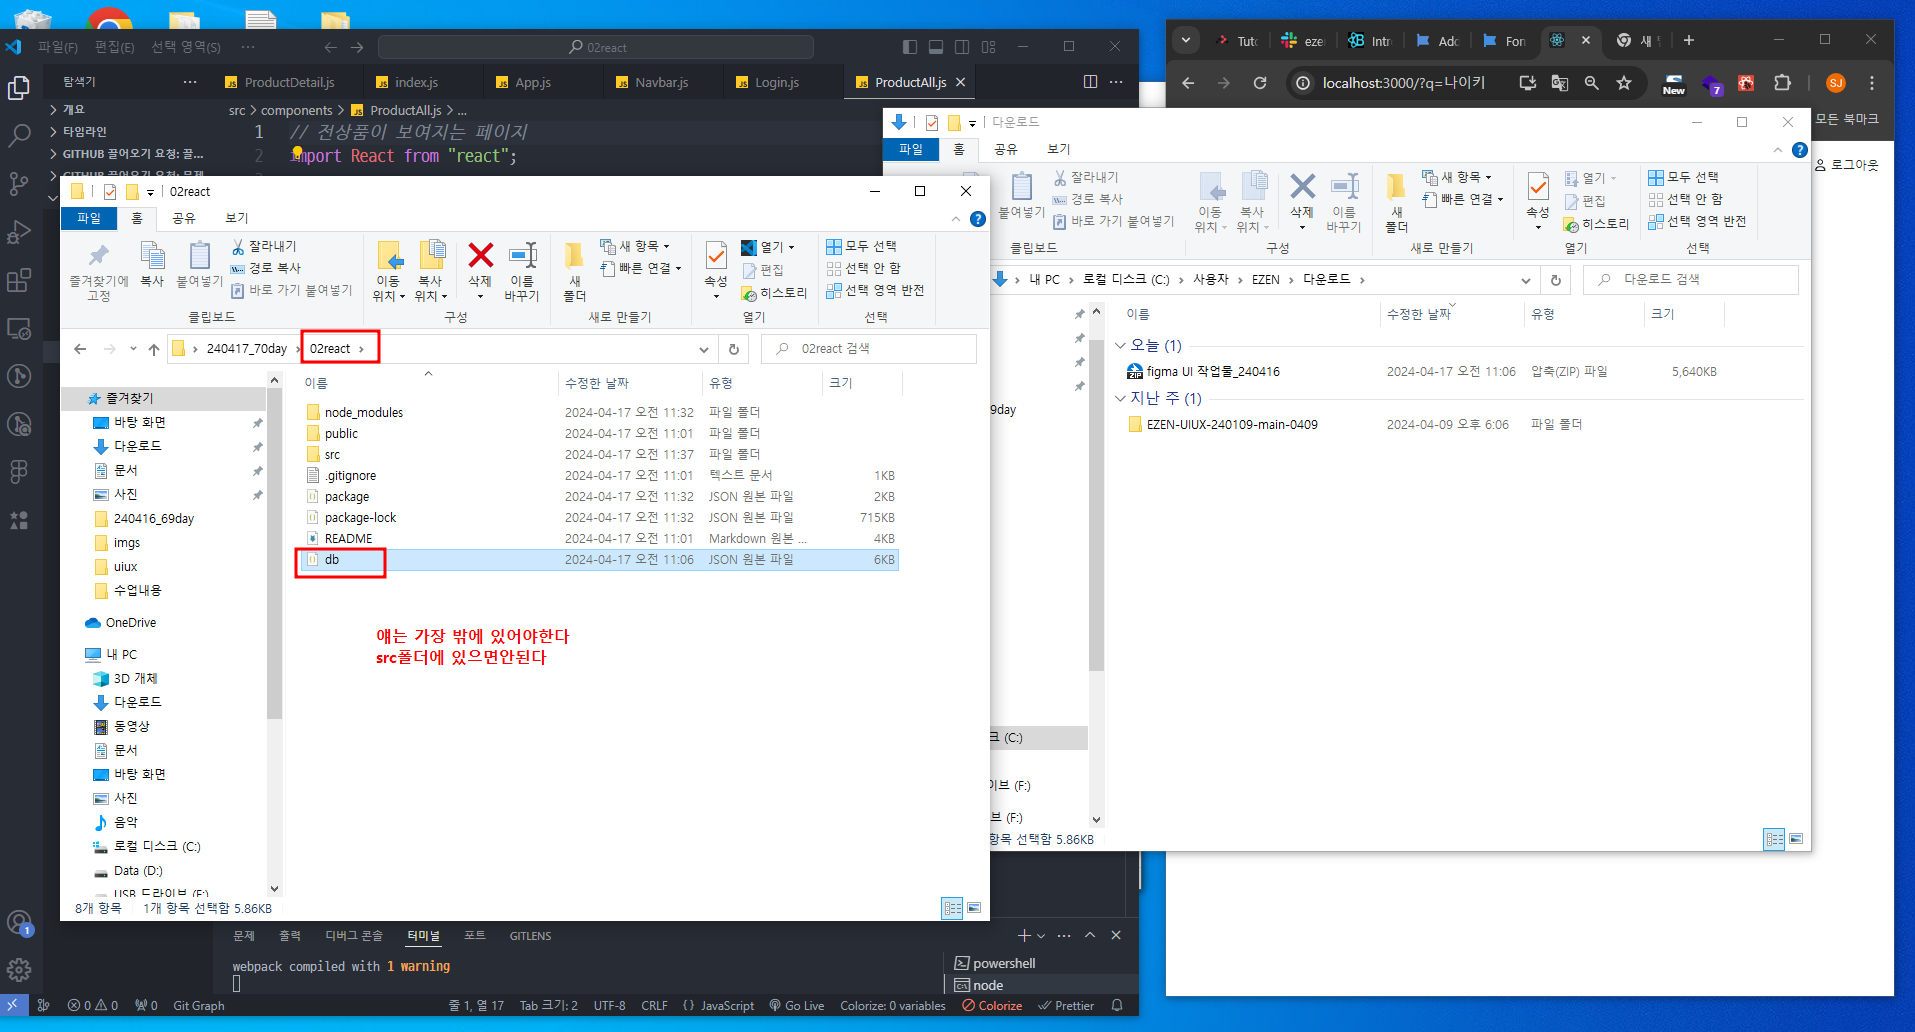 파일(F) 편집(E) 선택 영역(S) ···
02react
탐색기 ···
ProductDetail.js index.js App.js Navbar.js Login.js ProductAll.js
개요
타임라인
src > components > ProductAll.js > ...
1 // 전상품이 보여지는 페이지
2 import React from "react";
02react
파일 홈 공유 보기
즐겨찾기에 고정
복사
붙여넣기
잘라내기
경로 복사
바로 가기 붙여넣기
클립보드
이동 위치
복사 위치
삭제
이름 바꾸기
구성
새 폴더
새 항목
빠른 연결
새로 만들기
속성
열기
편집
히스토리
열기
모두 선택
선택 안 함
선택 영역 반전
선택
240417_70day > 02react >
02react 검색
이름 수정한 날짜 유형 크기
node_modules 2024-04-17 오전 11:32 파일 폴더
public 2024-04-17 오전 11:01 파일 폴더
src 2024-04-17 오전 11:37 파일 폴더
.gitignore 2024-04-17 오전 11:01 텍스트 문서 1KB
package 2024-04-17 오전 11:32 JSON 원본 파일 2KB
package-lock 2024-04-17 오전 11:32 JSON 원본 파일 715KB
README 2024-04-17 오전 11:01 Markdown 원본 ... 4KB
db 2024-04-17 오전 11:06 JSON 원본 파일 6KB
얘는 가장 밖에 있어야한다
src폴더에 있으면안된다
즐겨찾기
바탕 화면
다운로드
문서
사진
240416_69day
imgs
uiux
수업내용
OneDrive
내 PC
3D 개체
다운로드
동영상
문서
바탕 화면
사진
음악
로컬 디스크 (C:)
Data (D:)
USB 드라이브 (F:)
8개 항목 1개 항목 선택함 5.86KB
문제 출력 디버그 콘솔 터미널 포트 GITLENS
webpack compiled with 1 warning
powershell
node
0 0 0 Git Graph 줄 1, 열 17 Tab 크기: 2 UTF-8 CRLF {} JavaScript Go Live Colorize: 0 variables Colorize Prettier
1
Tut eze Intr Add Fon 새
localhost:3000/?q=나이키
New 7 SJ
모든 북마크
로그아웃
다운로드
파일 홈 공유 보기
붙여넣기
잘라내기
경로 복사
바로 가기 붙여넣기
클립보드
이동 위치
복사 위치
삭제
이름 바꾸기
구성
새 폴더
새 항목
빠른 연결
새로 만들기
속성
열기
편집
히스토리
열기
모두 선택
선택 안 함
선택 영역 반전
선택
내 PC > 로컬 디스크 (C:) > 사용자 > EZEN > 다운로드 >
다운로드 검색
이름 수정한 날짜 유형 크기
오늘 (1)
figma UI 작업물_240416 2024-04-17 오전 11:06 압축(ZIP) 파일 5,640KB
지난 주 (1)
EZEN-UIUX-240109-main-0409 2024-04-09 오후 6:06 파일 폴더
9day
크 (C:)
이브 (F:)
브 (F:)
항목 선택함 5.86KB